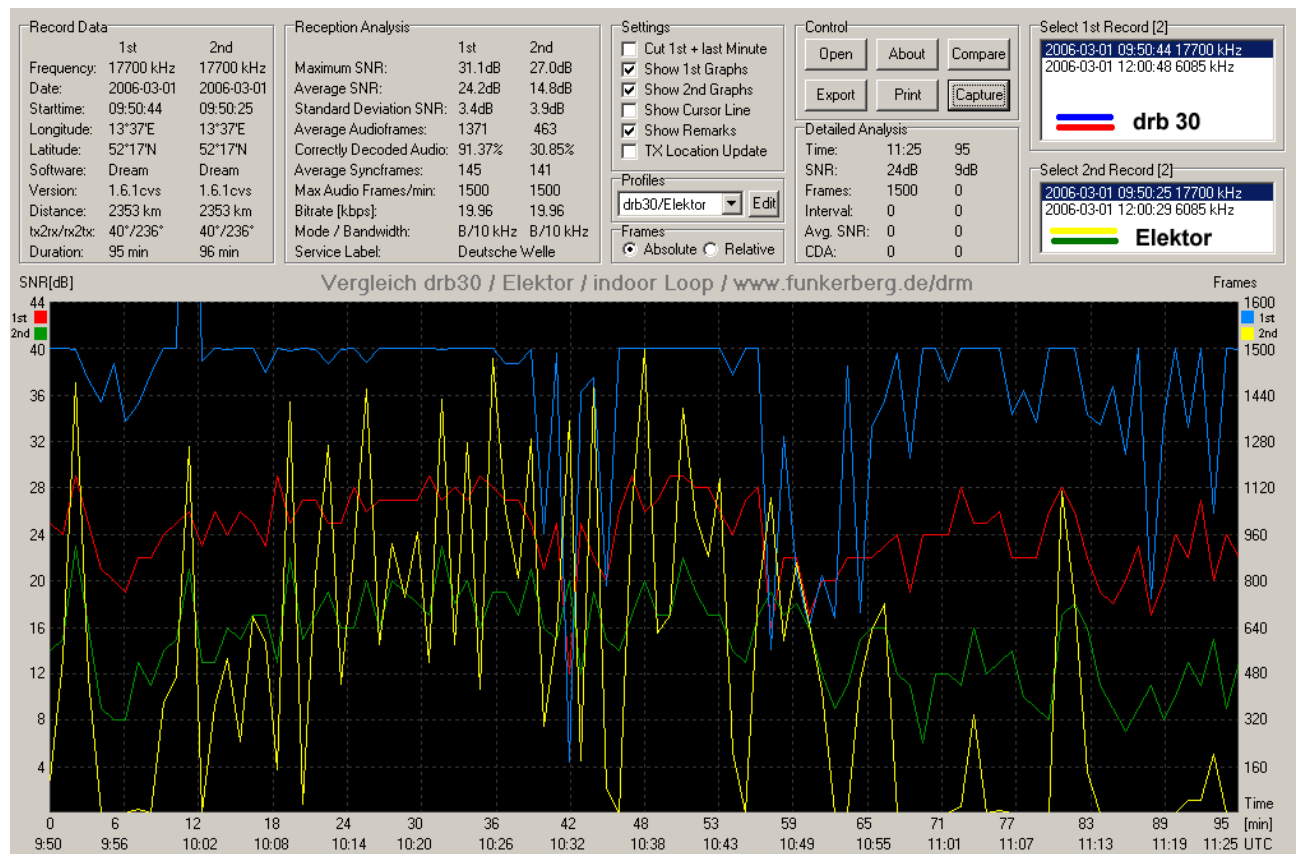 Record Data
1st 2nd
Frequency: 17700 kHz 17700 kHz
Date: 2006-03-01 2006-03-01
Starttime: 09:50:44 09:50:25
Longitude: 13°37'E 13°37'E
Latitude: 52°17'N 52°17'N
Software: Dream Dream
Version: 1.6.1cvs 1.6.1cvs
Distance: 2353 km 2353 km
tx2rx/rx2tx: 40°/236° 40°/236°
Duration: 95 min 96 min
Reception Analysis
1st 2nd
Maximum SNR: 31.1dB 27.0dB
Average SNR: 24.2dB 14.8dB
Standard Deviation SNR: 3.4dB 3.9dB
Average Audioframes: 1371 463
Correctly Decoded Audio: 91.37% 30.85%
Average Syncframes: 145 141
Max Audio Frames/min: 1500 1500
Bitrate [kbps]: 19.96 19.96
Mode / Bandwidth: B/10 kHz B/10 kHz
Service Label: Deutsche Welle
Settings
Cut 1st + last Minute
Show 1st Graphs
Show 2nd Graphs
Show Cursor Line
Show Remarks
TX Location Update
Profiles
drb30/Elektor Edit
Frames
Absolute Relative
Control
Open About Compare
Export Print Capture
Detailed Analysis
Time: 11:25 95
SNR: 24dB 9dB
Frames: 1500 0
Interval: 0 0
Avg. SNR: 0 0
CDA: 0 0
Select 1st Record [2]
2006-03-01 09:50:44 17700 kHz
2006-03-01 12:00:48 6085 kHz
drb 30
Select 2nd Record [2]
2006-03-01 09:50:25 17700 kHz
2006-03-01 12:00:29 6085 kHz
Elektor
SNR[dB] Vergleich drb30 / Elektor / indoor Loop / www.funkerberg.de/drm Frames
44 1600
1st 1st
2nd 2nd
40 1500
36 1440
32 1280
28 1120
24 960
20 800
16 640
12 480
8 320
4 160
Time
0 6 12 18 24 30 36 42 48 53 59 65 71 77 83 89 95 [min]
9:50 9:56 10:02 10:08 10:14 10:20 10:26 10:32 10:38 10:43 10:49 10:55 11:01 11:07 11:13 11:19 11:25 UTC